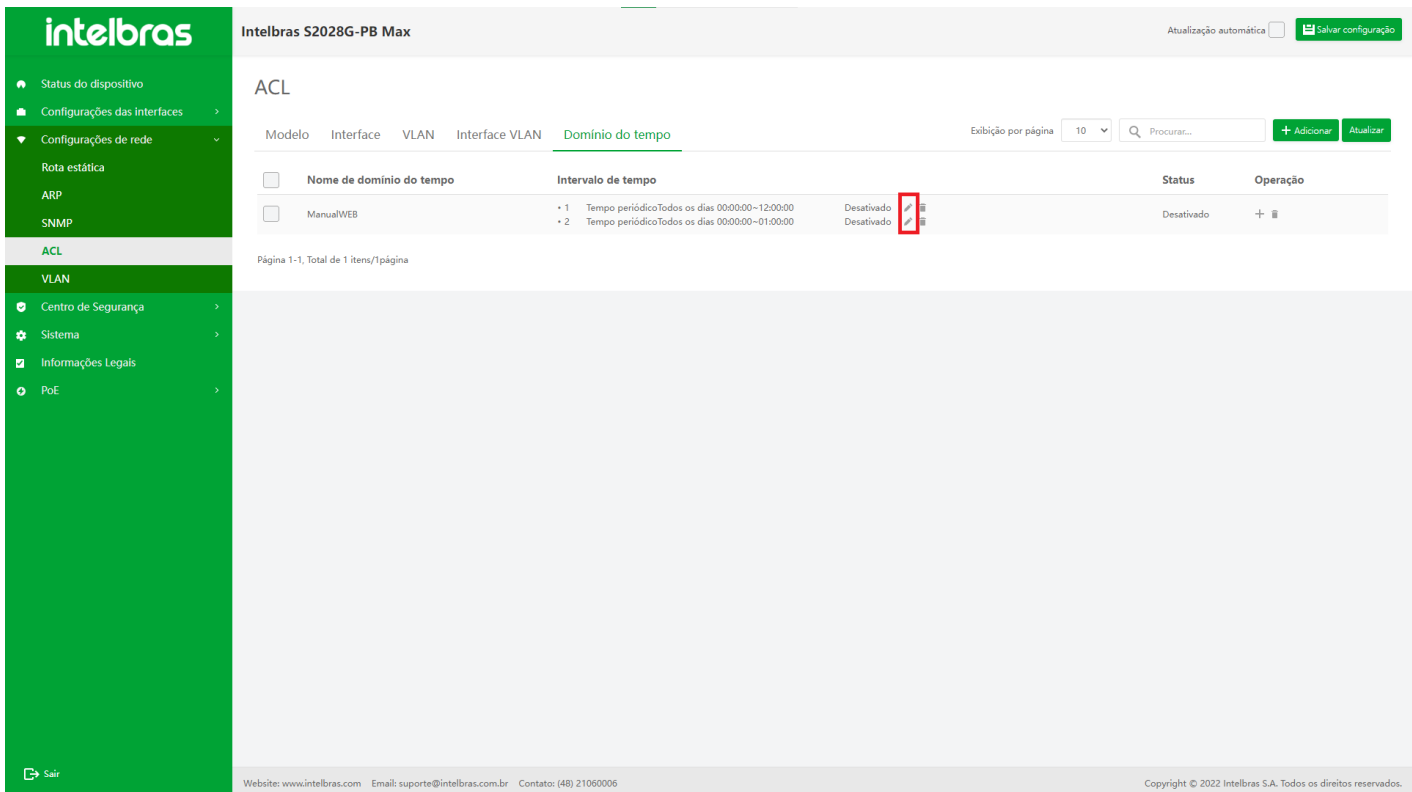 intelbras
Intelbras S2028G-PB Max
Atualização automática
Salvar configuração
Status do dispositivo
Configurações das interfaces
Configurações de rede
Rota estática
ARP
SNMP
ACL
VLAN
Centro de Segurança
Sistema
Informações Legais
PoE
Sair
ACL
Modelo Interface VLAN Interface VLAN Domínio do tempo
Exibição por página 10 Procurar... + Adicionar Atualizar
Nome de domínio do tempo Intervalo de tempo Status Operação
ManualWEB
• 1 Tempo periódicoTodos os dias 00:00:00~12:00:00 Desativado
• 2 Tempo periódicoTodos os dias 00:00:00~01:00:00 Desativado
Desativado
Página 1-1, Total de 1 itens/1página
Website: www.intelbras.com Email: suporte@intelbras.com.br Contato: (48) 21060006
Copyright © 2022 Intelbras S.A. Todos os direitos reservados.